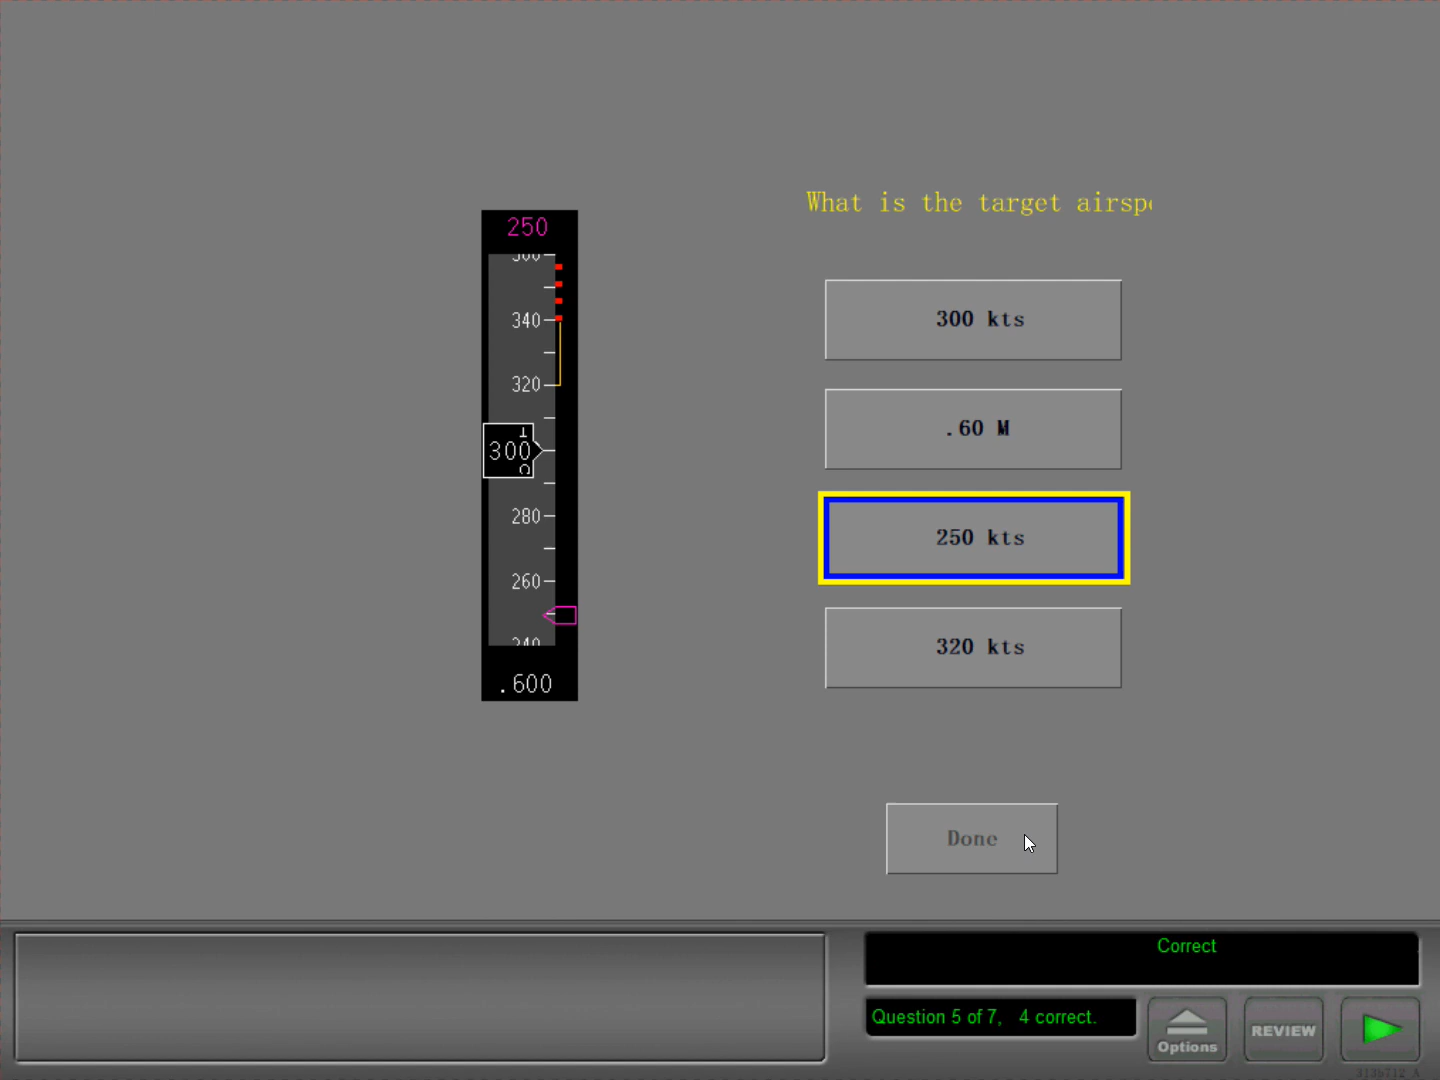 What is the target airspe
250
340
320
300
280
260
.600
300 kts
.60 M
250 kts
320 kts
Done
Correct
Question 5 of 7, 4 correct.
Options
REVIEW